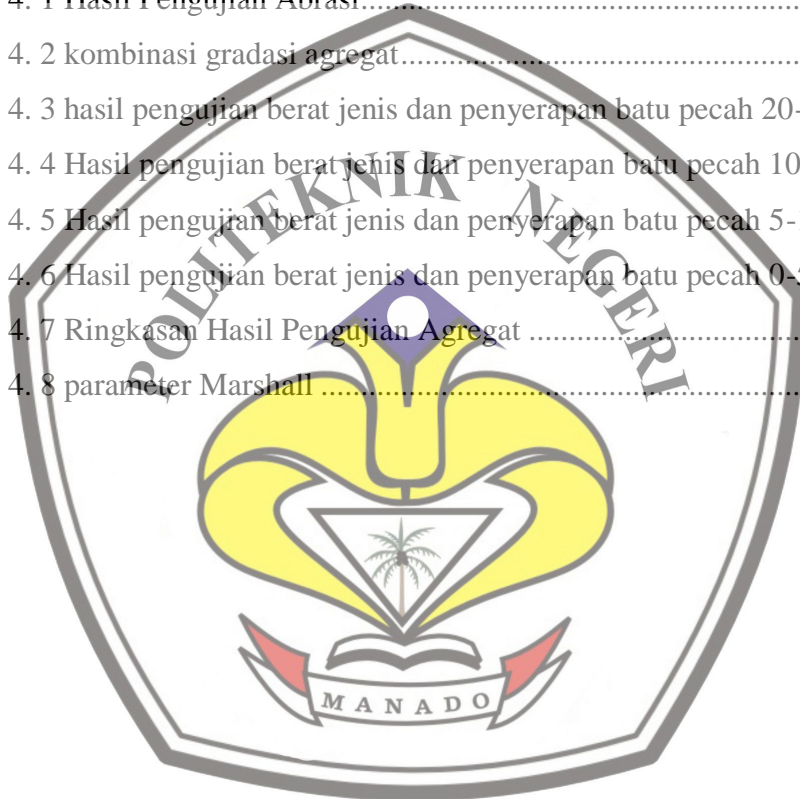 4. 1 Hasil Pengujian Abrasi..........................................................
4. 2 kombinasi gradasi agregat.....................................................
4. 3 hasil pengujian berat jenis dan penyerapan batu pecah 20-
4. 4 Hasil pengujian berat jenis dan penyerapan batu pecah 10
4. 5 Hasil pengujian berat jenis dan penyerapan batu pecah 5-
4. 6 Hasil pengujian berat jenis dan penyerapan batu pecah 0-
4. 7 Ringkasan Hasil Pengujian Agregat ...................................
4. 8 parameter Marshall ...............................................................
POLITEKNIK NEGERI
MANADO